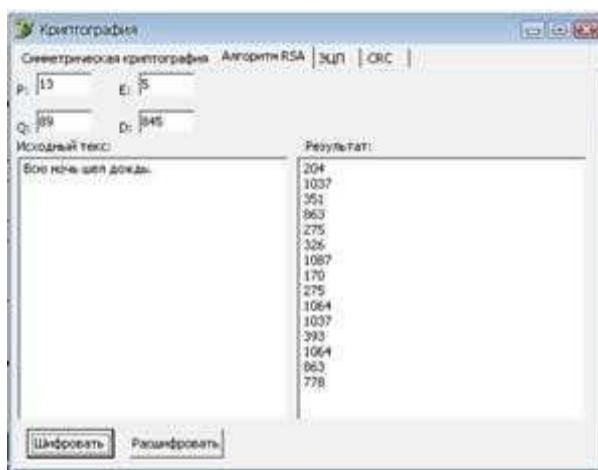 Криптография
Симметрическая криптография Алгоритм RSA ЭЦП CRC
P: 13 E: 5
Q: 89 D: 845
Исходный текс: Результат:
Всю ночь шел дождь. 204
1037
351
863
275
326
1087
170
275
1064
1037
393
1064
863
778
Шифровать Расшифровать